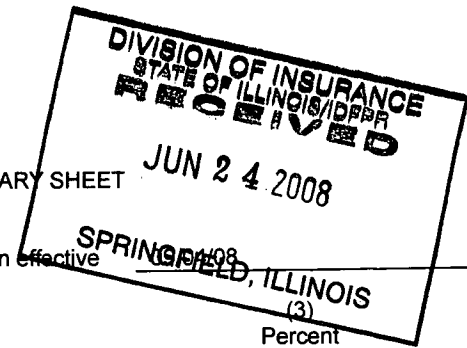 DIVISION OF INSURANCE
STATE OF ILLINOIS/IDFPR
RECEIVED
JUN 24 2008
ARY SHEET
SPRINGFIELD, ILLINOIS
n effective
(3)
Percent